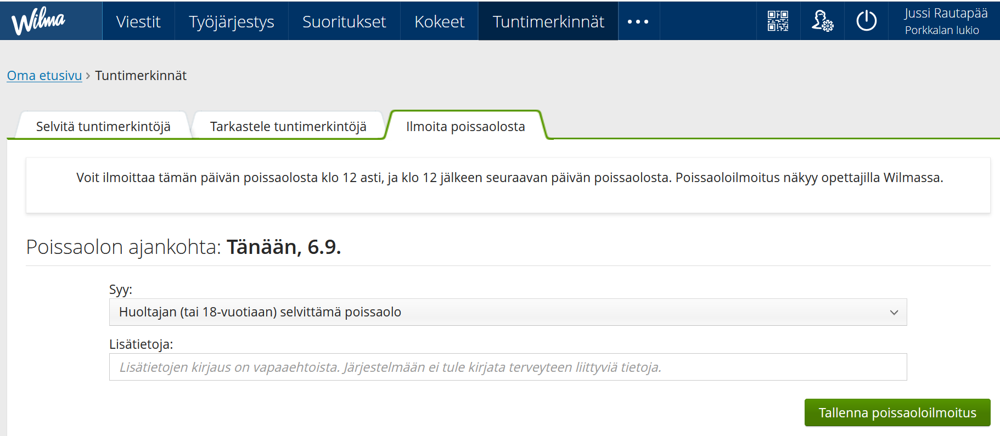 Wilma
Viestit
Työjärjestys
Suoritukset
Kokeet
Tuntimerkinnät
Jussi Rautapää
Porkkalan lukio
Oma etusivu › Tuntimerkinnät
Selvitä tuntimerkintöjä
Tarkastele tuntimerkintöjä
Ilmoita poissaolosta
Voit ilmoittaa tämän päivän poissaolosta klo 12 asti, ja klo 12 jälkeen seuraavan päivän poissaolosta. Poissaoloilmoitus näkyy opettajilla Wilmassa.
Poissaolon ajankohta: Tänään, 6.9.
Syy:
Huoltajan (tai 18-vuotiaan) selvittämä poissaolo
Lisätietoja:
Lisätietojen kirjaus on vapaaehtoista. Järjestelmään ei tule kirjata terveyteen liittyviä tietoja.
Tallenna poissaoloilmoitus